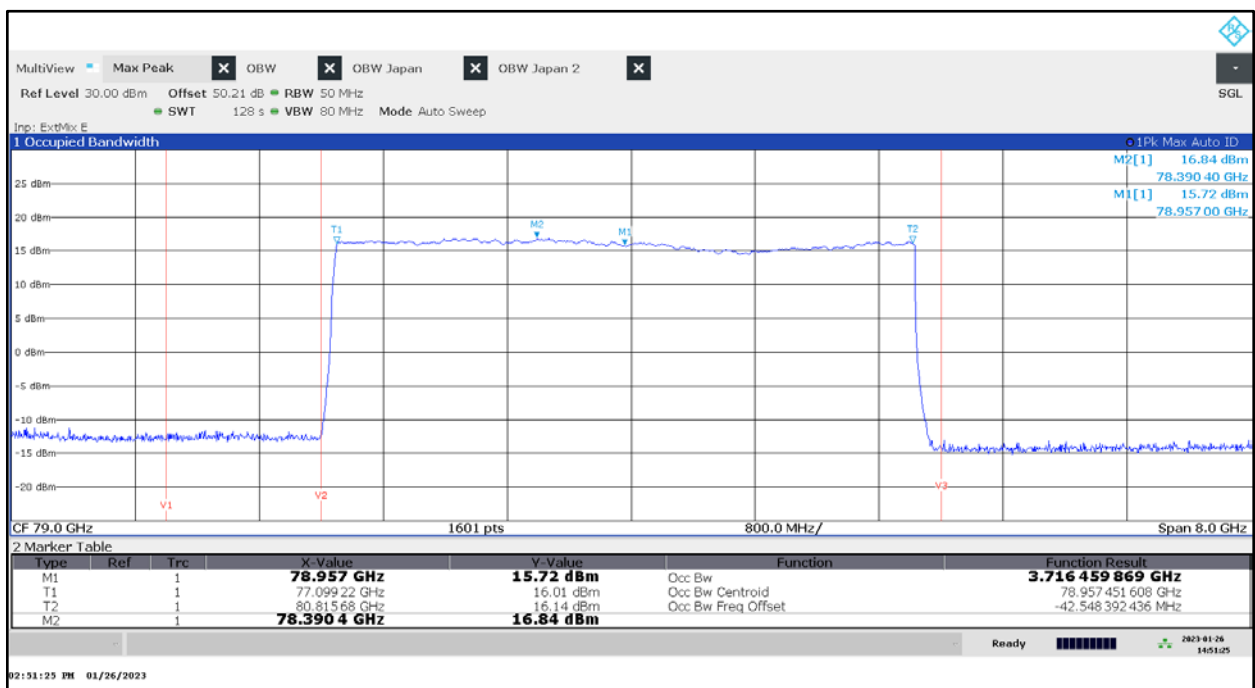 R&S
MultiView Max Peak X OBW X OBW Japan X OBW Japan 2 X
Ref Level 30.00 dBm Offset 50.21 dB RBW 50 MHz SGL
SWT 128 s VBW 80 MHz Mode Auto Sweep
Inp: ExtMix E
1 Occupied Bandwidth 1Pk Max Auto ID
M2[1] 16.84 dBm
78.390 40 GHz
25 dBm
M1[1] 15.72 dBm
78.957 00 GHz
20 dBm
T1 M2 M1 T2
15 dBm
10 dBm
5 dBm
0 dBm
-5 dBm
-10 dBm
-15 dBm
-20 dBm
V1 V2 V3
CF 79.0 GHz 1601 pts 800.0 MHz/ Span 8.0 GHz
2 Marker Table
Type Ref Trc X-Value Y-Value Function Function Result
M1 1 78.957 GHz 15.72 dBm Occ Bw 3.716 459 869 GHz
T1 1 77.099 22 GHz 16.01 dBm Occ Bw Centroid 78.957 451 608 GHz
T2 1 80.815 68 GHz 16.14 dBm Occ Bw Freq Offset -42.548 392 436 MHz
M2 1 78.390 4 GHz 16.84 dBm
Ready 2023-01-26
14:51:25
02:51:25 PM 01/26/2023